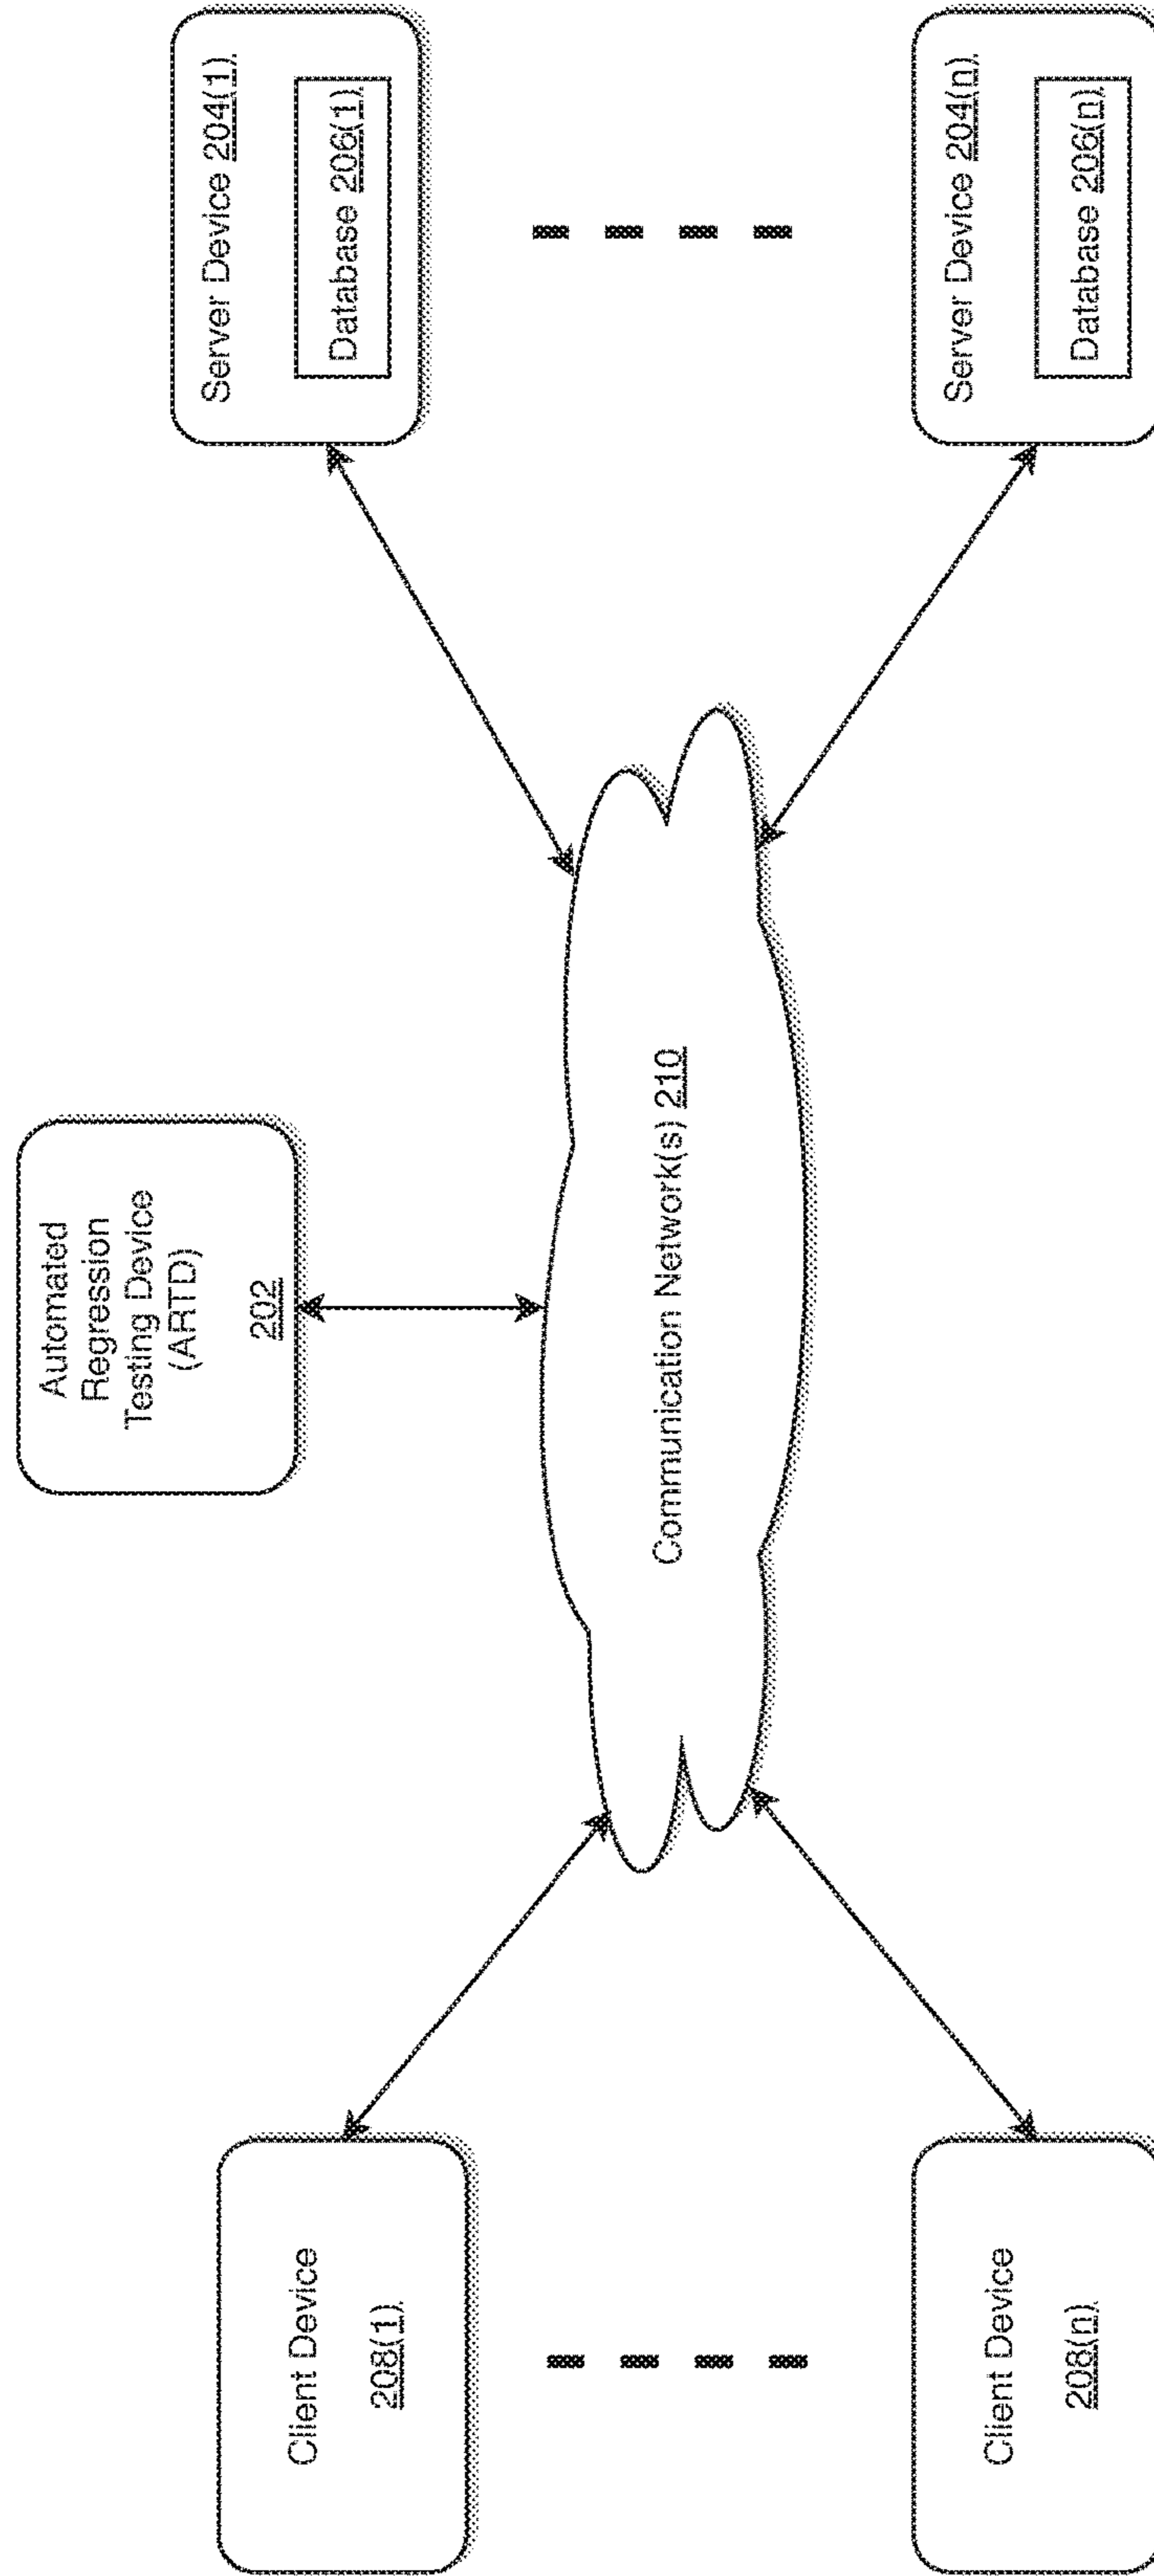 Automated
Regression
Testing Device
(ARTD)
202
Client Device
208(1)
Server Device 204(1)
Database 206(1)
Communication Network(s) 210
Client Device
208(n)
Server Device 204(n)
Database 206(n)